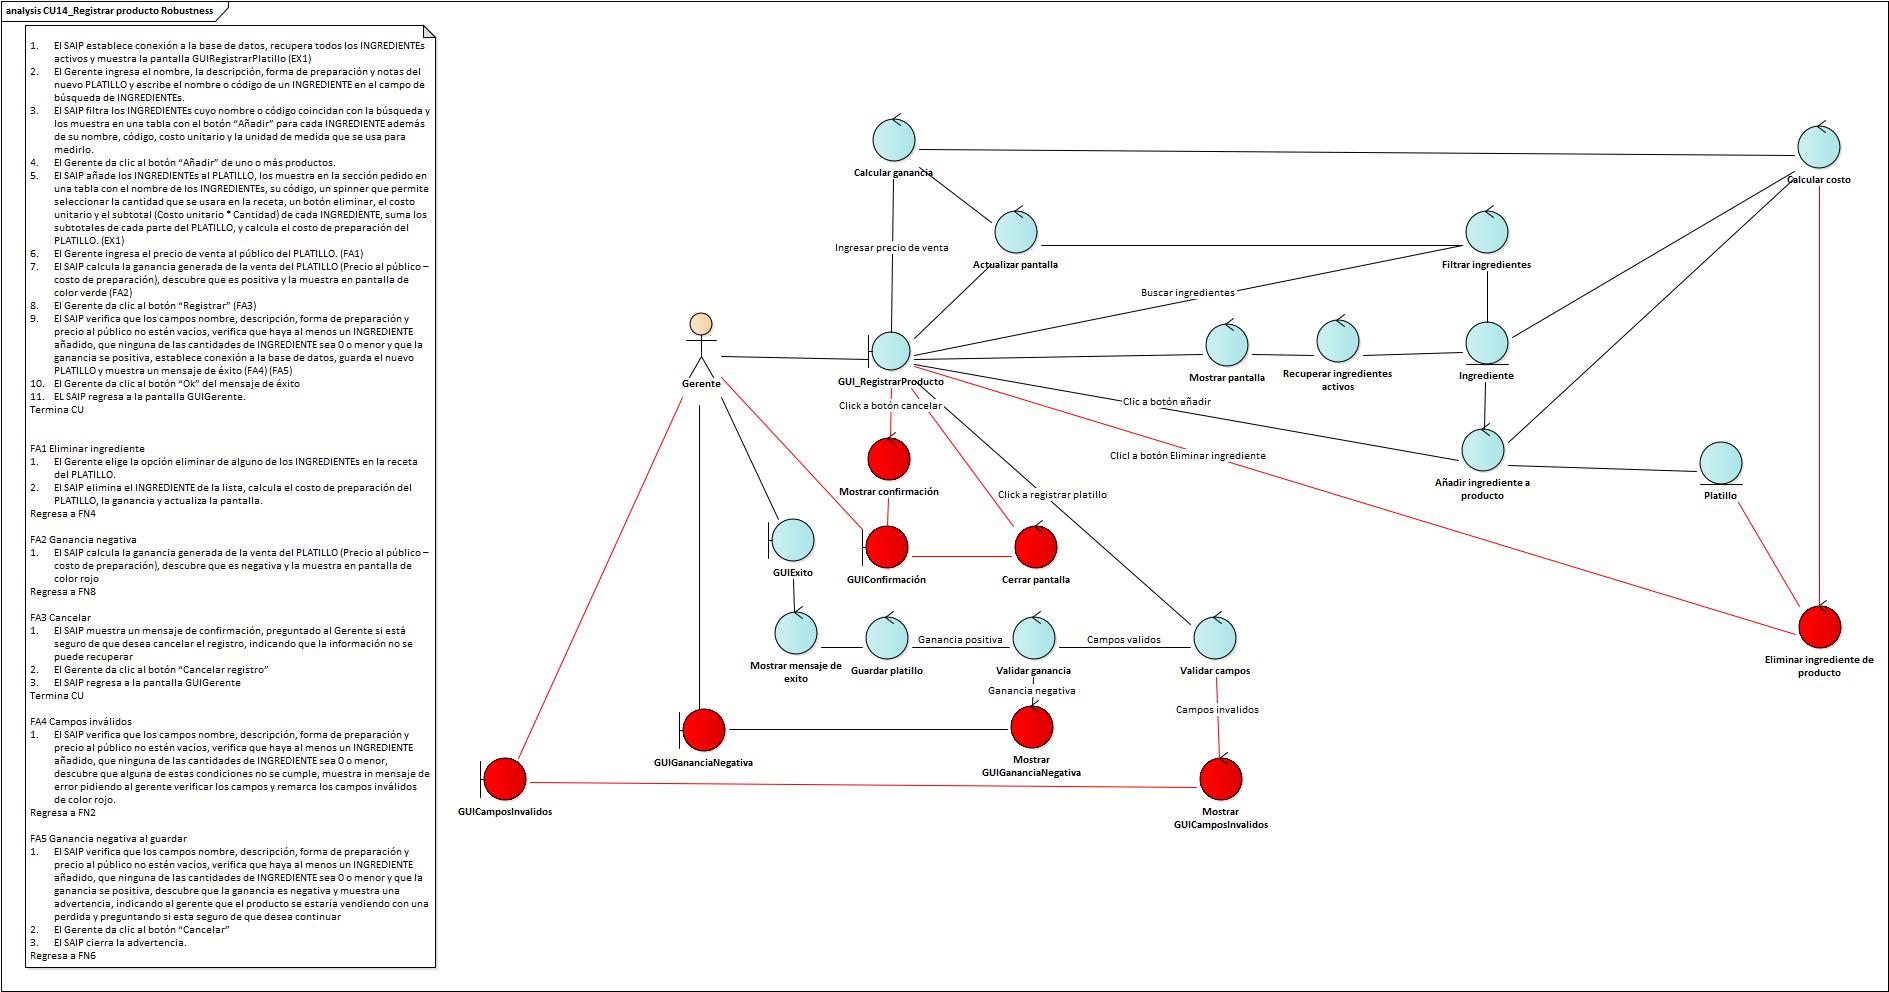 analysis CU14_Registrar producto Robustness
1. El SAIP establece conexión a la base de datos, recupera todos los INGREDIENTEs
activos y muestra la pantalla GUIRegistrarPlatillo (EX1)
2. El Gerente ingresa el nombre, la descripción, forma de preparación y notas del
nuevo PLATILLO y escribe el nombre o código de un INGREDIENTE en el campo de
búsqueda de INGREDIENTEs.
3. El SAIP filtra los INGREDIENTEs cuyo nombre o código coincidan con la búsqueda y
los muestra en una tabla con el botón “Añadir” para cada INGREDIENTE además
de su nombre, código, costo unitario y la unidad de medida que se usa para
medirlo.
4. El Gerente da clic al botón “Añadir” de uno o más productos.
5. El SAIP añade los INGREDIENTEs al PLATILLO, los muestra en la sección pedido en
una tabla con el nombre de los INGREDIENTEs, su código, un spinner que permite
seleccionar la cantidad que se usara en la receta, un botón eliminar, el costo
unitario y el subtotal (Costo unitario * Cantidad) de cada INGREDIENTE, suma los
subtotales de cada parte del PLATILLO, y calcula el costo de preparación del
PLATILLO. (EX1)
6. El Gerente ingresa el precio de venta al público del PLATILLO. (FA1)
7. El SAIP calcula la ganancia generada de la venta del PLATILLO (Precio al público –
costo de preparación), descubre que es positiva y la muestra en pantalla de
color verde (FA2)
8. El Gerente da clic al botón “Registrar” (FA3)
9. El SAIP verifica que los campos nombre, descripción, forma de preparación y
precio al público no estén vacíos, verifica que haya al menos un INGREDIENTE
añadido, que ninguna de las cantidades de INGREDIENTE sea 0 o menor y que la
ganancia se positiva, establece conexión a la base de datos, guarda el nuevo
PLATILLO y muestra un mensaje de éxito (FA4) (FA5)
10. El Gerente da clic al botón “Ok” del mensaje de éxito
11. EL SAIP regresa a la pantalla GUIGerente.
Termina CU
FA1 Eliminar ingrediente
1. El Gerente elige la opción eliminar de alguno de los INGREDIENTEs en la receta
del PLATILLO.
2. El SAIP elimina el INGREDIENTE de la lista, calcula el costo de preparación del
PLATILLO, la ganancia y actualiza la pantalla.
Regresa a FN4
FA2 Ganancia negativa
1. El SAIP calcula la ganancia generada de la venta del PLATILLO (Precio al público –
costo de preparación), descubre que es negativa y la muestra en pantalla de
color rojo
Regresa a FN8
FA3 Cancelar
1. El SAIP muestra un mensaje de confirmación, preguntado al Gerente si está
seguro de que desea cancelar el registro, indicando que la información no se
puede recuperar
2. El Gerente da clic al botón “Cancelar registro”
3. El SAIP regresa a la pantalla GUIGerente
Termina CU
FA4 Campos inválidos
1. El SAIP verifica que los campos nombre, descripción, forma de preparación y
precio al público no estén vacíos, verifica que haya al menos un INGREDIENTE
añadido, que ninguna de las cantidades de INGREDIENTE sea 0 o menor,
descubre que alguna de estas condiciones no se cumple, muestra in mensaje de
error pidiendo al gerente verificar los campos y remarca los campos inválidos
de color rojo.
Regresa a FN2
FA5 Ganancia negativa al guardar
1. El SAIP verifica que los campos nombre, descripción, forma de preparación y
precio al público no estén vacíos, verifica que haya al menos un INGREDIENTE
añadido, que ninguna de las cantidades de INGREDIENTE sea 0 o menor y que la
ganancia se positiva, descubre que la ganancia es negativa y muestra una
advertencia, indicando al gerente que el producto se estaría vendiendo con una
perdida y preguntando si esta seguro de que desea continuar
2. El Gerente da clic al botón “Cancelar”
3. El SAIP cierra la advertencia.
Regresa a FN6
Calcular ganancia
Calcular costo
Ingresar precio de venta
Actualizar pantalla
Filtrar ingredientes
Buscar ingredientes
Gerente
GUI_RegistrarProducto
Mostrar pantalla
Recuperar ingredientes
activos
Ingrediente
Click a botón cancelar
Clic a botón añadir
Clicl a botón Eliminar ingrediente
Mostrar confirmación
Click a registrar platillo
Añadir ingrediente a
producto
Platillo
GUIExito
GUIConfirmación
Cerrar pantalla
Ganancia positiva
Campos validos
Mostrar mensaje de
exito
Guardar platillo
Validar ganancia
Validar campos
Eliminar ingrediente de
producto
Ganancia negativa
Campos invalidos
GUIGananciaNegativa
Mostrar
GUIGananciaNegativa
GUICamposInvalidos
Mostrar
GUICamposInvalidos